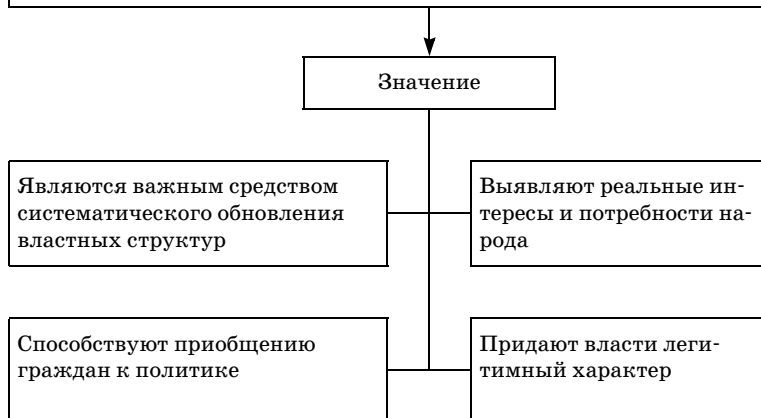 Значение
Являются важным средством
систематического обновления
властных структур
Выявляют реальные ин-
тересы и потребности на-
рода
Способствуют приобщению
граждан к политике
Придают власти леги-
тимный характер